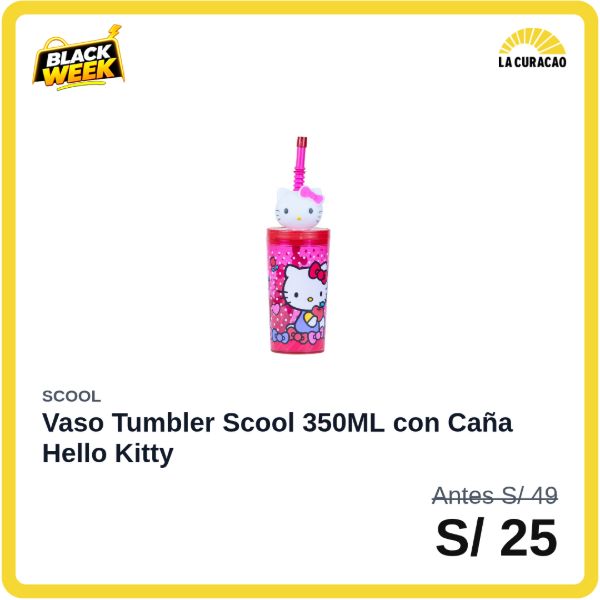 BLACK
WEEK
LA CURACAO
SCOOL
Vaso Tumbler Scool 350ML con Caña
Hello Kitty
Antes S/ 49
S/ 25